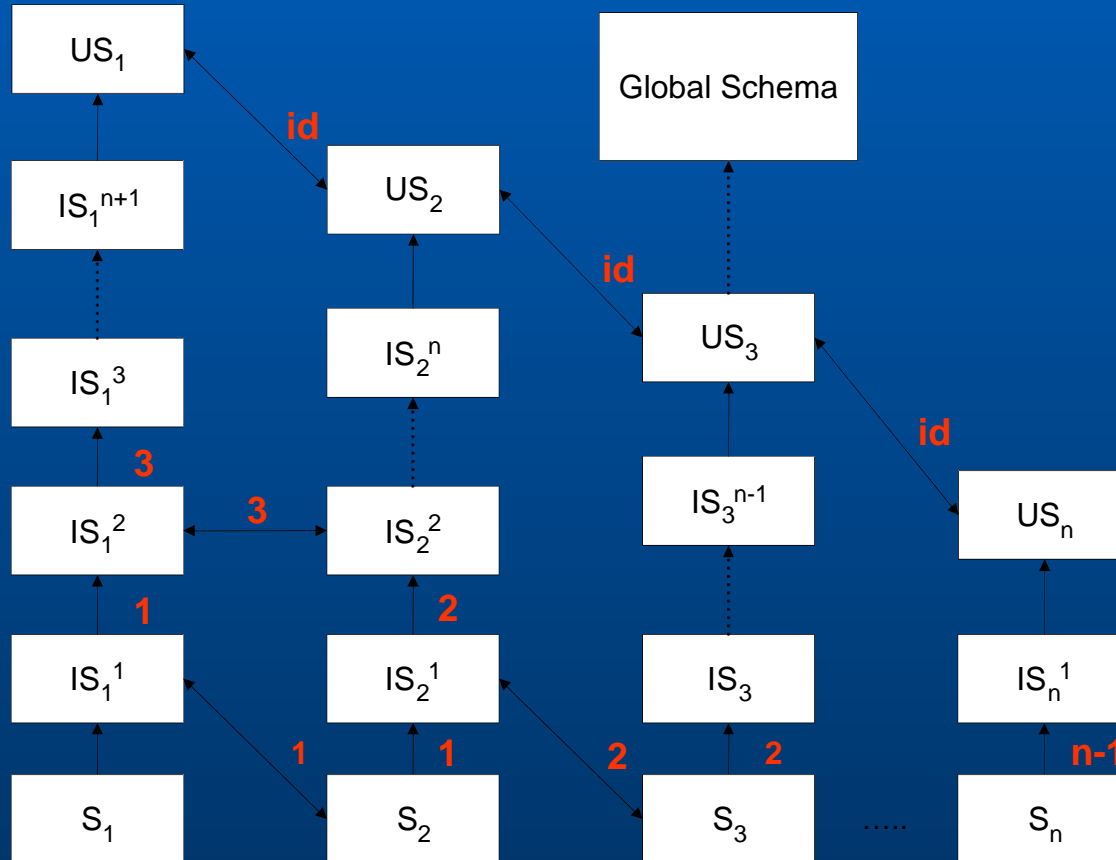 US₁
Global Schema
id
IS₁ⁿ⁺¹
US₂
id
IS₁³
IS₂ⁿ
US₃
id
3
IS₁²
3
IS₂²
IS₃ⁿ⁻¹
USₙ
1
2
IS₁¹
IS₂¹
IS₃
ISₙ¹
1
1
2
2
n-1
S₁
S₂
S₃
.....
Sₙ